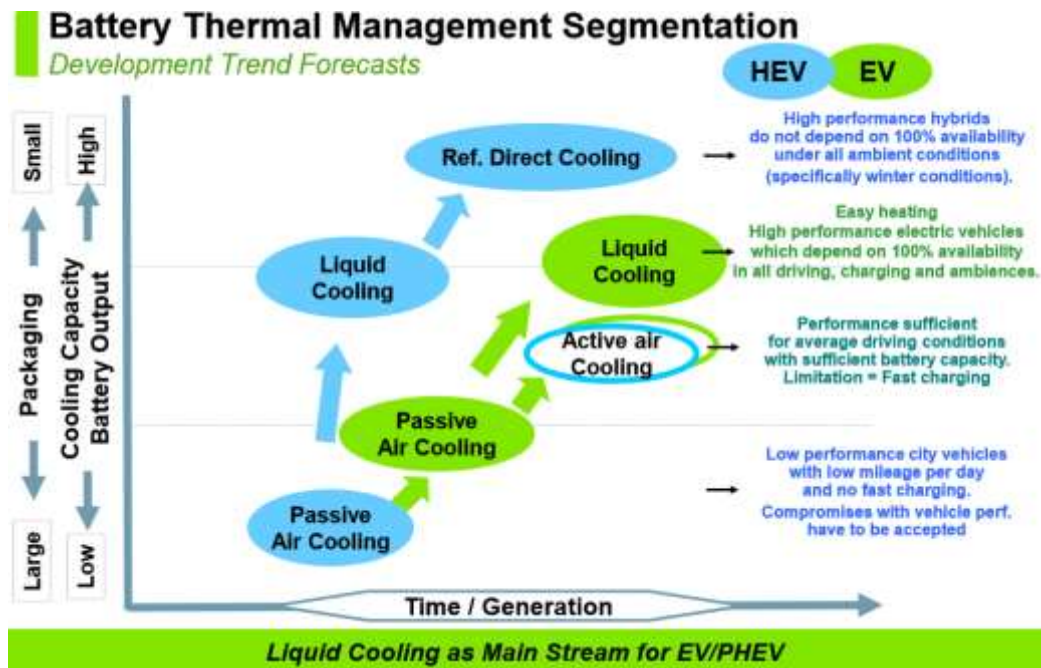 Battery Thermal Management Segmentation
Development Trend Forecasts
HEV
EV
Small
High
Packaging
Cooling Capacity
Battery Output
Large
Low
Ref. Direct Cooling
High performance hybrids
do not depend on 100% availability
under all ambient conditions
(specifically winter conditions).
Liquid
Cooling
Liquid
Cooling
Easy heating
High performance electric vehicles
which depend on 100% availability
in all driving, charging and ambiences.
Active air
Cooling
Performance sufficient
for average driving conditions
with sufficient battery capacity.
Limitation = Fast charging
Passive
Air Cooling
Passive
Air Cooling
Low performance city vehicles
with low mileage per day
and no fast charging.
Compromises with vehicle perf.
have to be accepted
Time / Generation
Liquid Cooling as Main Stream for EV/PHEV